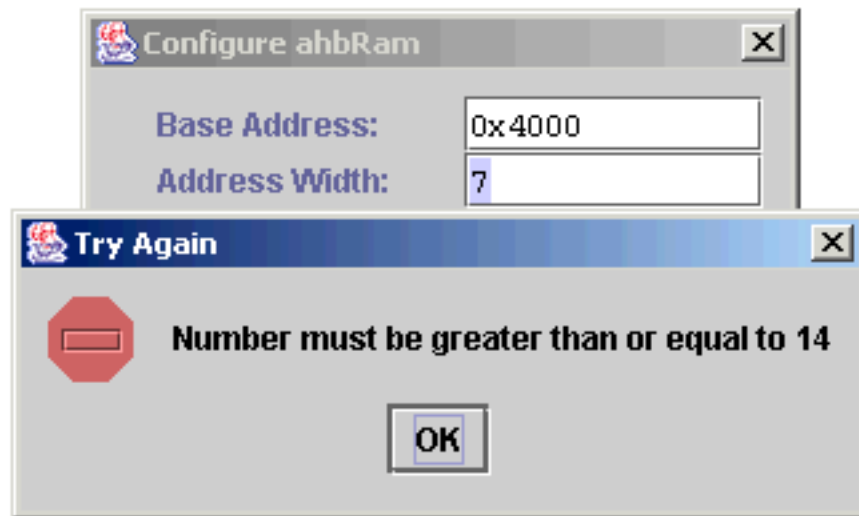 Configure ahbRam
Base Address: 0x4000
Address Width: 7
Try Again
Number must be greater than or equal to 14
OK